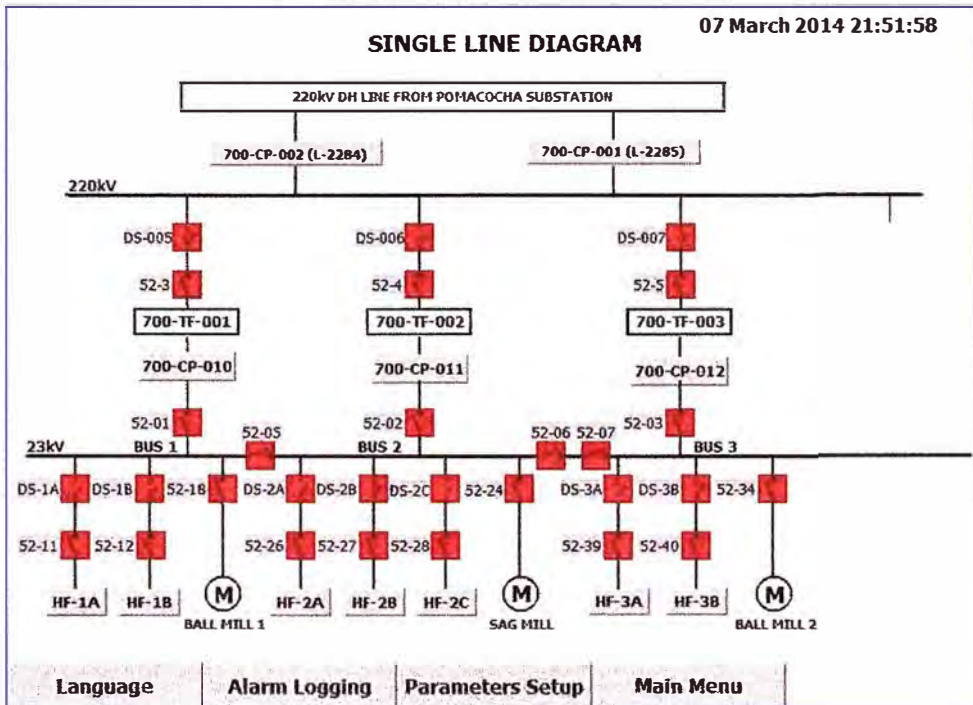 07 March 2014 21:51:58
SINGLE LINE DIAGRAM
220kV DH LINE FROM POMACOCHA SUBSTATION
700-CP-002 (L-2284)
700-CP-001 (L-2285)
220kV
DS-005
DS-006
DS-007
52-3
52-4
52-5
700-TF-001
700-TF-002
700-TF-003
700-CP-010
700-CP-011
700-CP-012
52-01
52-02
52-03
52-05
52-06
52-07
23kV
BUS 1
BUS 2
BUS 3
DS-1A
DS-1B
52-18
DS-2A
DS-2B
DS-2C
52-24
DS-3A
DS-3B
52-34
52-11
52-12
52-26
52-27
52-28
52-39
52-40
HF-1A
HF-1B
M
HF-2A
HF-2B
HF-2C
M
HF-3A
HF-3B
M
BALL MILL 1
SAG MILL
BALL MILL 2
Language
Alarm Logging
Parameters Setup
Main Menu